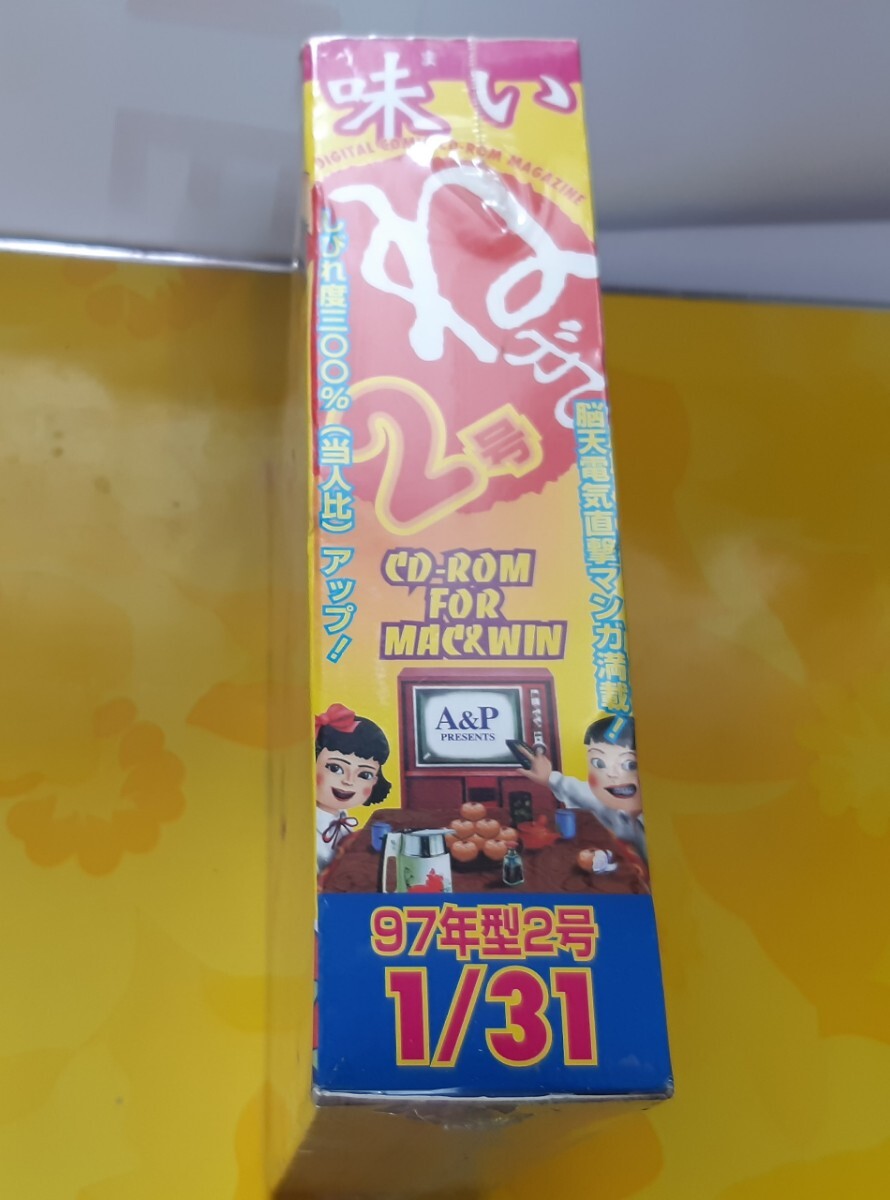 味い
ま
DIGITAL COMIC CD-ROM MAGAZINE
2号
脳天電気直撃マンガ満載！
しびれ度三〇〇％（当人比）アップ！
CD-ROM
FOR
MAC&WIN
A&P
PRESENTS
97年型2号
1/31